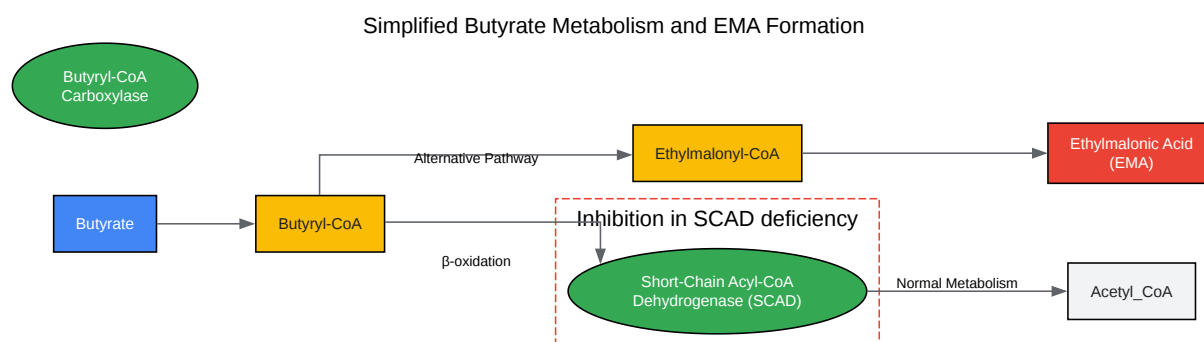 Simplified Butyrate Metabolism and EMA Formation
Butyryl-CoA
Carboxylase
Alternative Pathway
Ethylmalonyl-CoA
Ethylmalonic Acid
(EMA)
Butyrate
Butyryl-CoA
Inhibition in SCAD deficiency
β-oxidation
Short-Chain Acyl-CoA
Dehydrogenase (SCAD)
Normal Metabolism
Acetyl_CoA